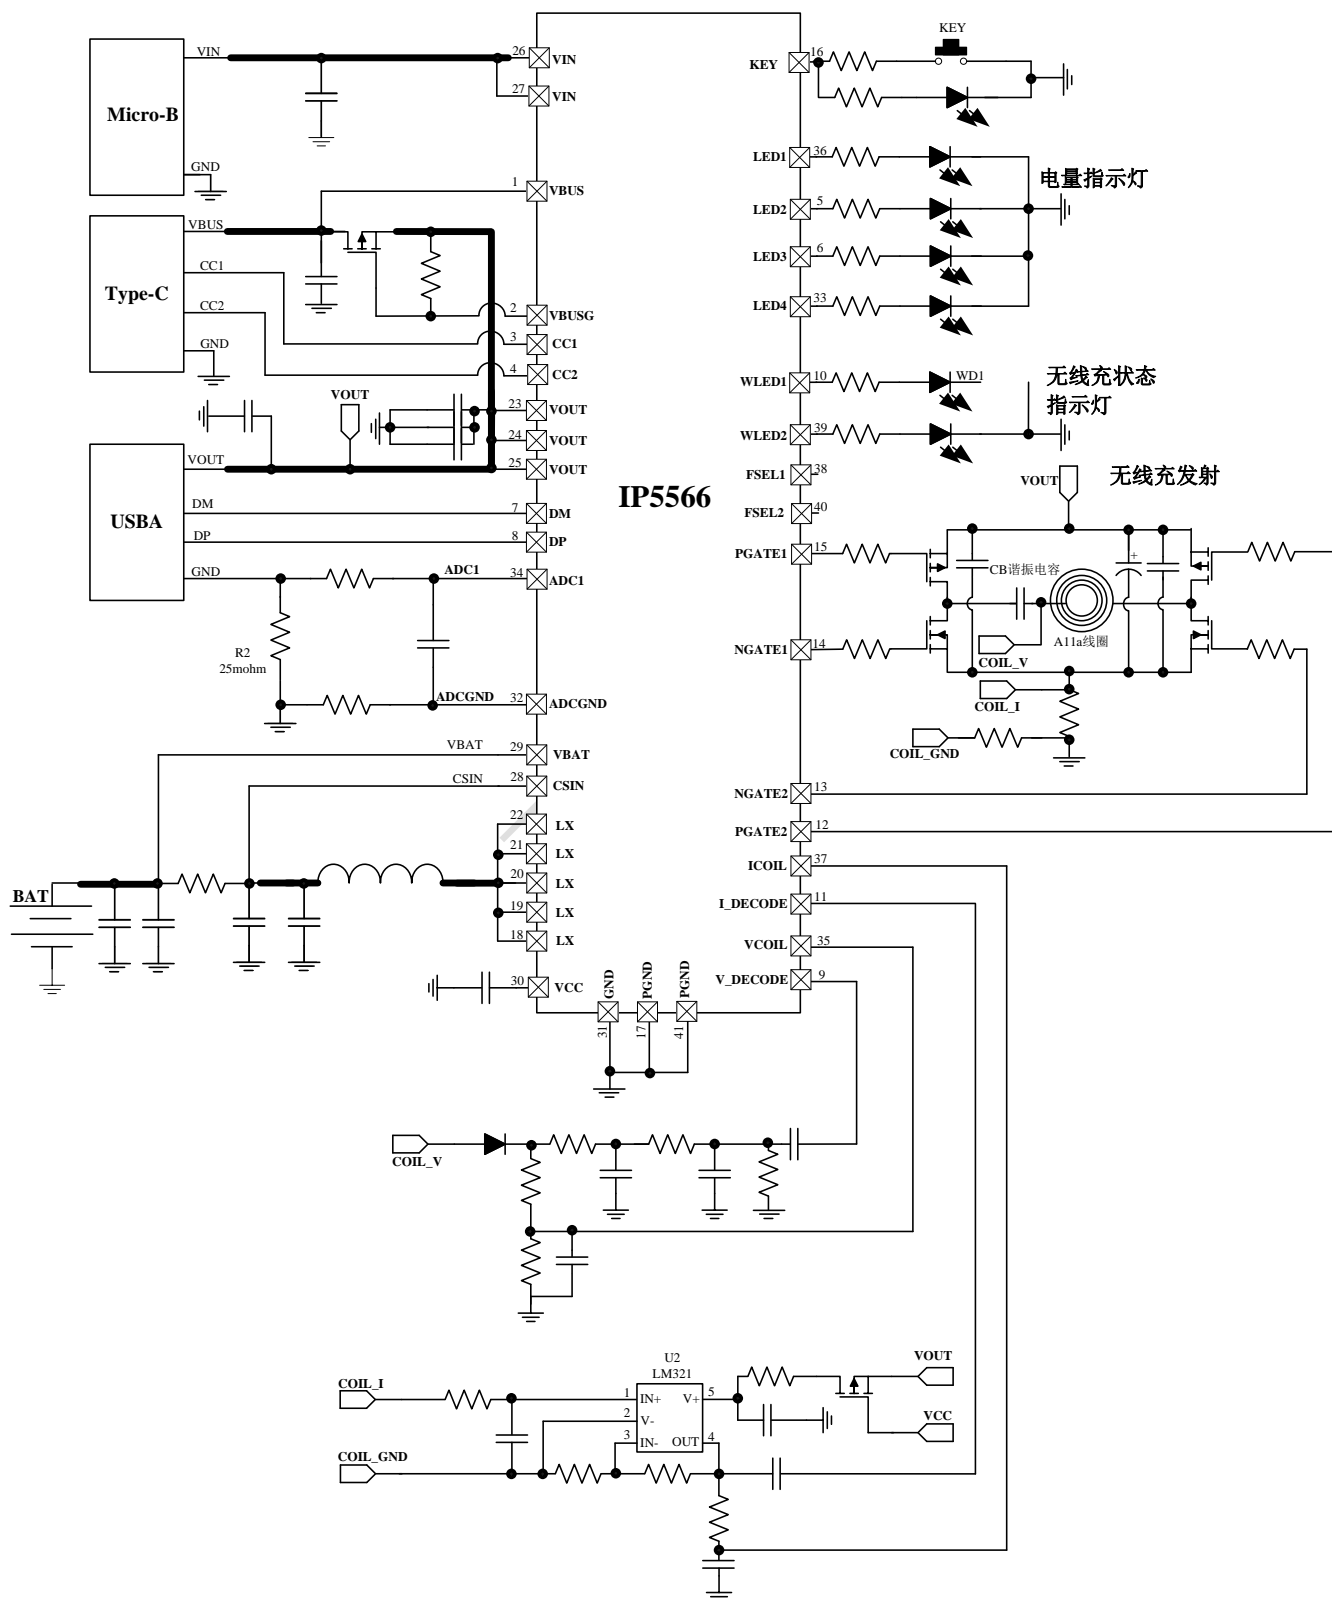 Micro-B
VIN
GND
26
VIN
27
VIN
1
VBUS
Type-C
VBUS
CC1
CC2
GND
2
VBUSG
3
CC1
4
CC2
VOUT
23
VOUT
24
VOUT
25
VOUT
USBA
VOUT
DM
DP
GND
7
DM
8
DP
ADC1
34
ADC1
R2
25mohm
ADCGND
32
ADCGND
VBAT
29
VBAT
CSIN
28
CSIN
22
LX
21
LX
20
LX
19
LX
18
LX
BAT
30
VCC
IP5566
GND
PGND
PGND
31
17
41
KEY
16
KEY
LED1
36
LED2
5
LED3
6
LED4
33
电量指示灯
WLED1
10
WD1
WLED2
39
无线充状态
指示灯
FSEL1
38
FSEL2
40
VOUT
无线充发射
PGATE1
15
CB谐振电容
+
A11a线圈
NGATE1
14
COIL_V
COIL_I
COIL_GND
NGATE2
13
PGATE2
12
ICOIL
37
I_DECODE
11
VCOIL
35
V_DECODE
9
COIL_V
COIL_I
COIL_GND
U2
LM321
1
IN+
2
V-
3
IN-
V+
5
OUT
4
VOUT
VCC